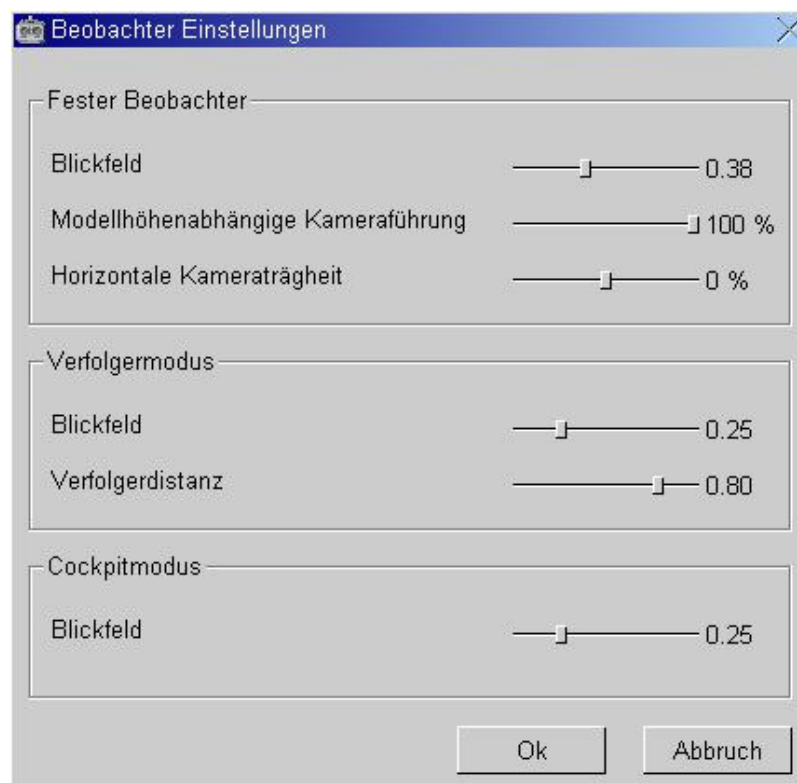 Beobachter Einstellungen
Fester Beobachter
Blickfeld 0.38
Modellhöhenabhängige Kameraführung 100 %
Horizontale Kameraträgheit 0 %
Verfolgermodus
Blickfeld 0.25
Verfolgerdistanz 0.80
Cockpitmodus
Blickfeld 0.25
Ok Abbruch